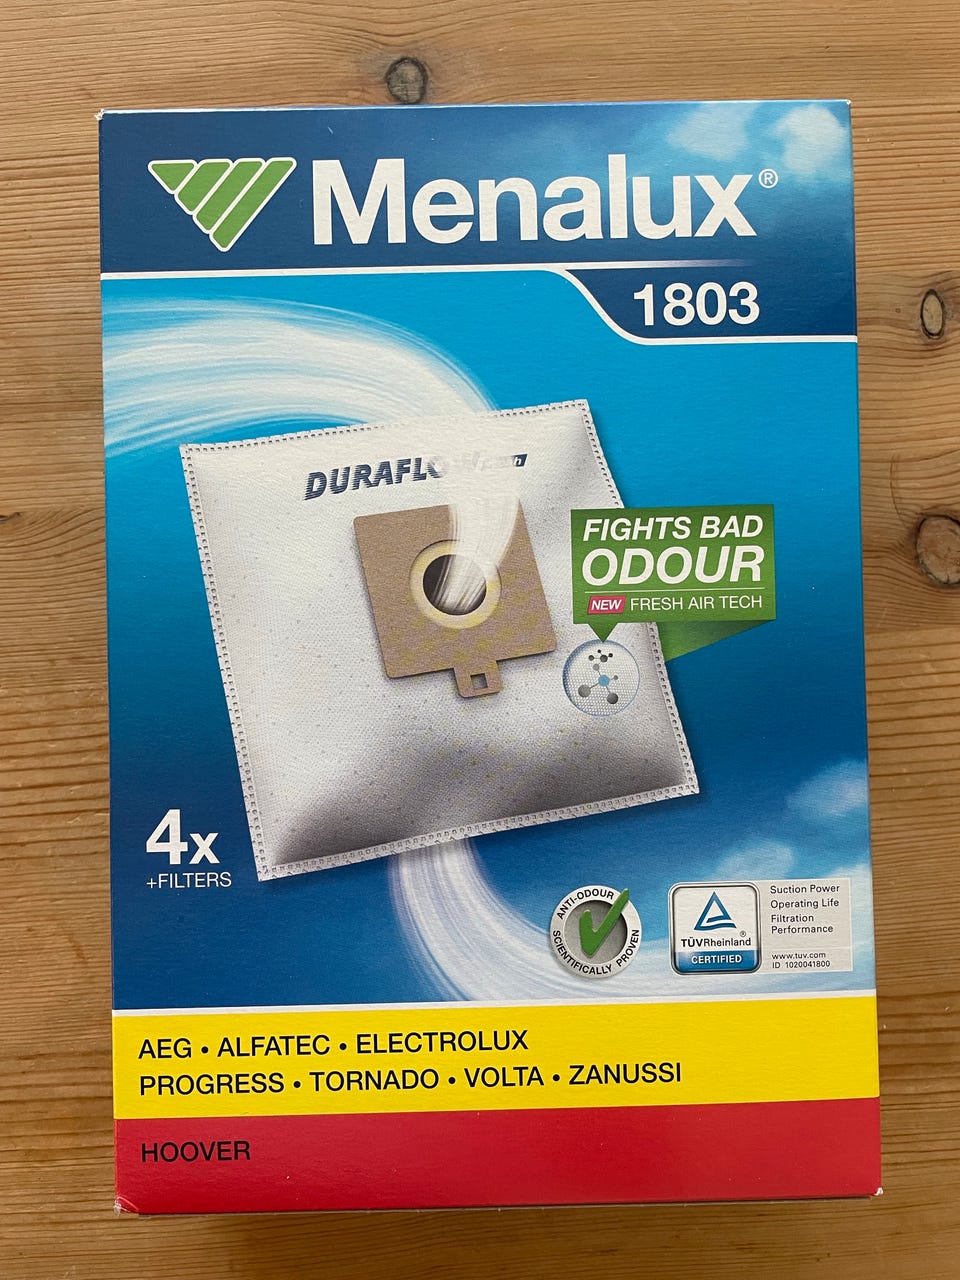 Menalux®
1803
DURAFLO
FIGHTS BAD
ODOUR
NEW FRESH AIR TECH
4x
+FILTERS
ANTI-ODOUR
SCIENTIFICALLY PROVEN
TÜVRheinland®
CERTIFIED
Suction Power
Operating Life
Filtration
Performance
www.tuv.com
ID 1020041800
AEG • ALFATEC • ELECTROLUX
PROGRESS • TORNADO • VOLTA • ZANUSSI
HOOVER